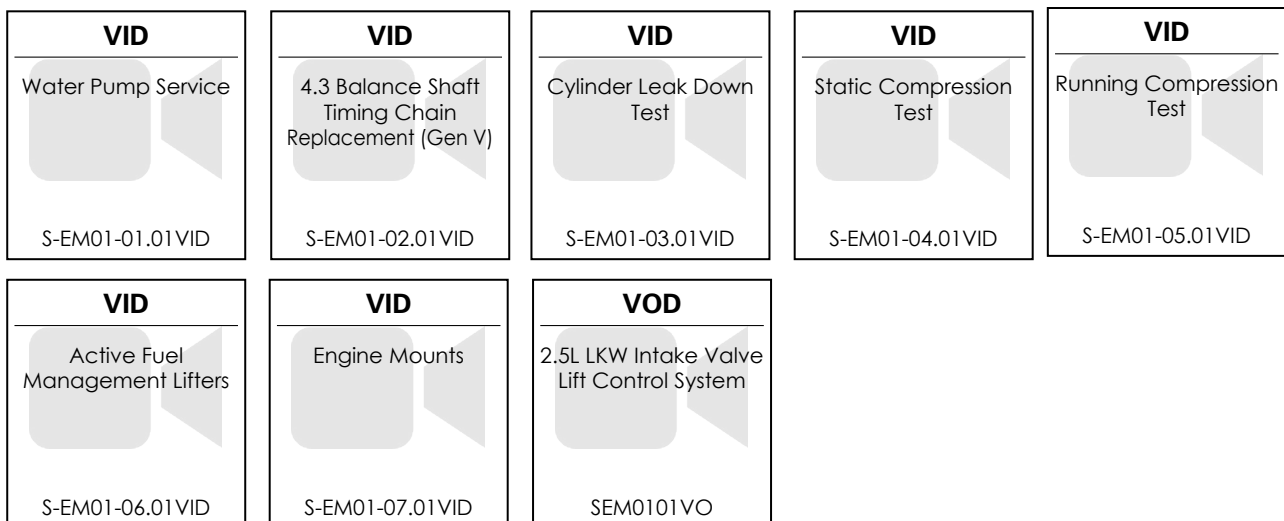 VID
Water Pump Service
S-EM01-01.01VID
VID
4.3 Balance Shaft
Timing Chain
Replacement (Gen V)
S-EM01-02.01VID
VID
Cylinder Leak Down
Test
S-EM01-03.01VID
VID
Static Compression
Test
S-EM01-04.01VID
VID
Running Compression
Test
S-EM01-05.01VID
VID
Active Fuel
Management Lifters
S-EM01-06.01VID
VID
Engine Mounts
S-EM01-07.01VID
VOD
2.5L LKW Intake Valve
Lift Control System
SEM0101VO